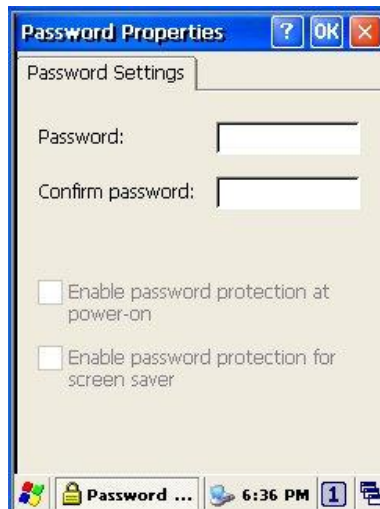 Password Properties ? OK ×
Password Settings
Password:
Confirm password:
Enable password protection at
power-on
Enable password protection for
screen saver
Password ... 6:36 PM 1